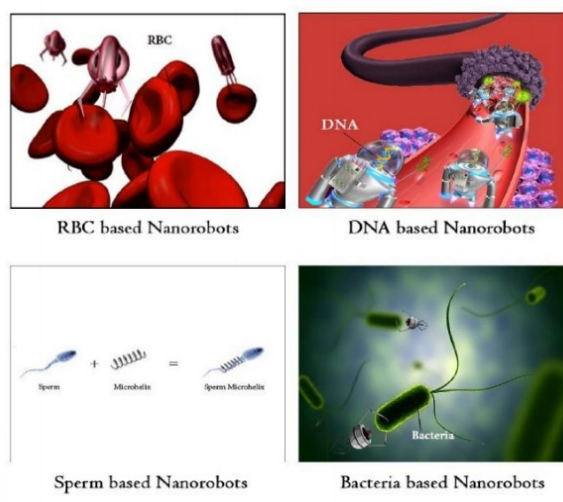 RBC
DNA
RBC based Nanorobots
DNA based Nanorobots
Sperm
+
Microhelix
=
Sperm Microhelix
Bacteria
Sperm based Nanorobots
Bacteria based Nanorobots